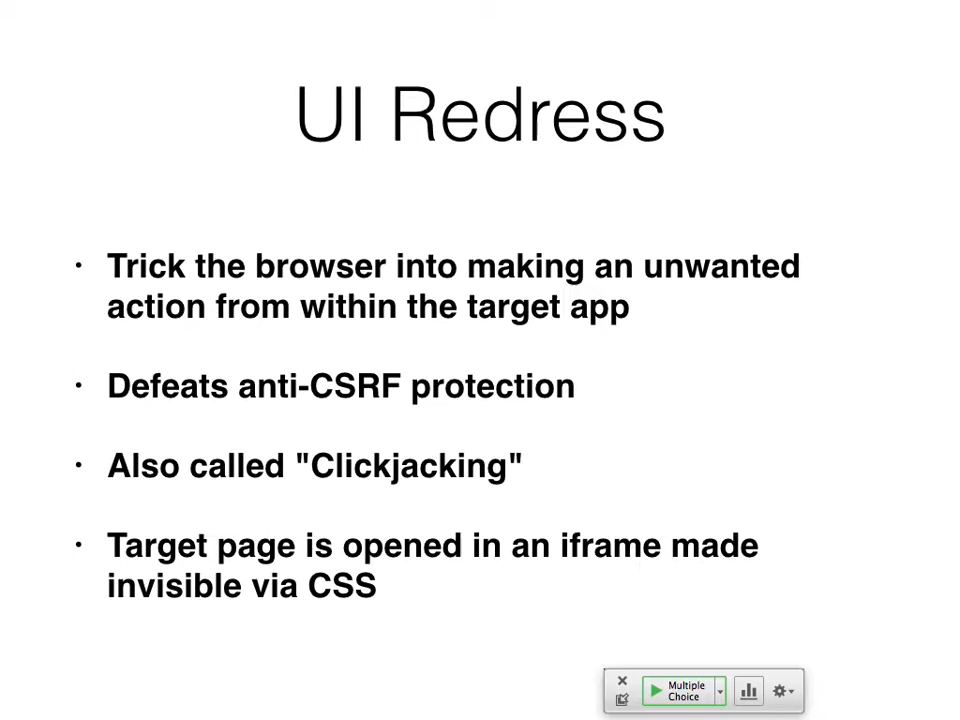 UI Redress
• Trick the browser into making an unwanted
action from within the target app
• Defeats anti-CSRF protection
• Also called "Clickjacking"
• Target page is opened in an iframe made
invisible via CSS
Multiple
Choice